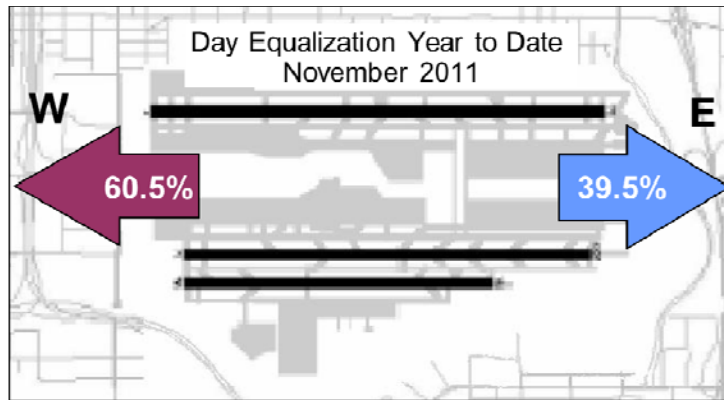 Day Equalization Year to Date
November 2011
W
E
60.5%
39.5%